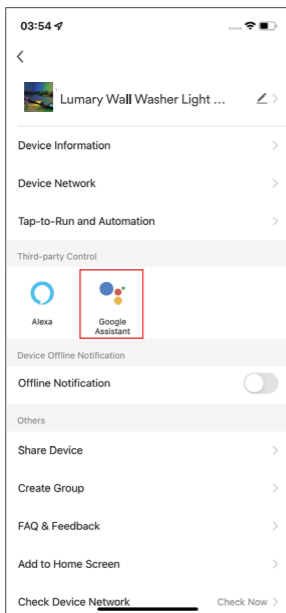 03:54
Lumary Wall Washer Light ...
Device Information
Device Network
Tap-to-Run and Automation
Third-party Control
Alexa
Google
Assistant
Device Offline Notification
Offline Notification
Others
Share Device
Create Group
FAQ & Feedback
Add to Home Screen
Check Device Network Check Now